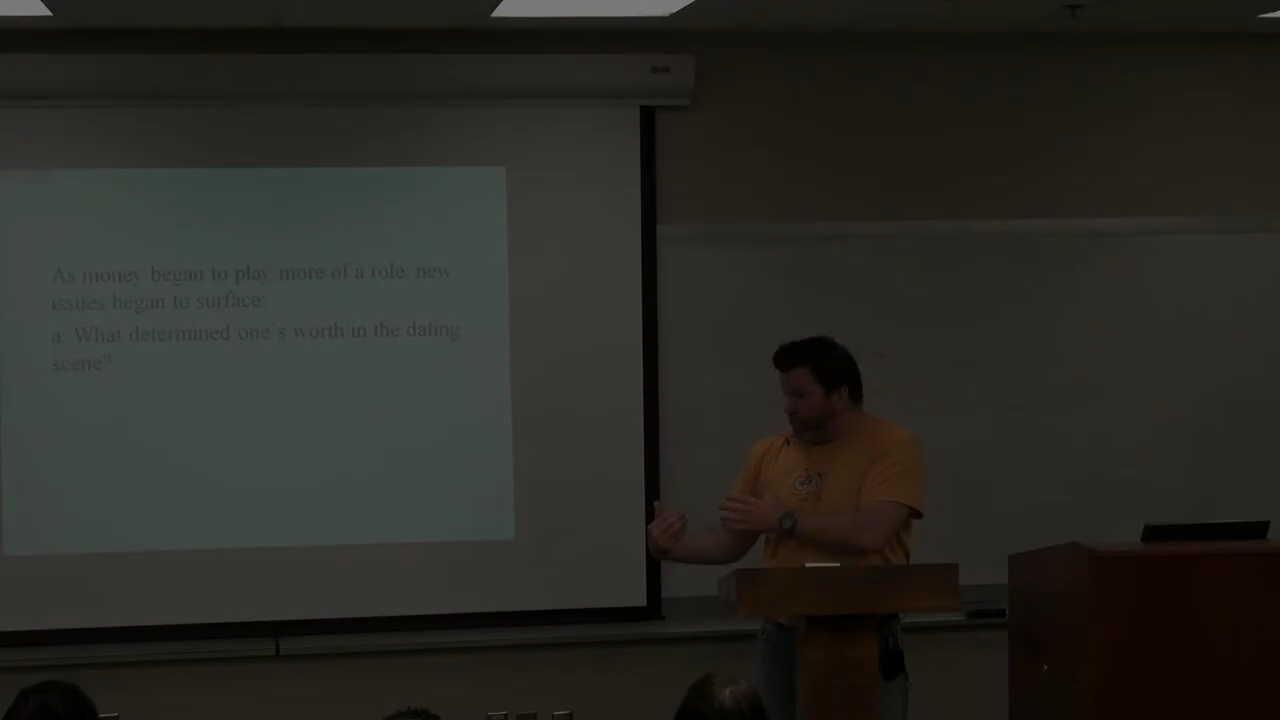 As money began to play more of a role, new
issues began to surface:
a. What determined one's worth in the dating
scene?